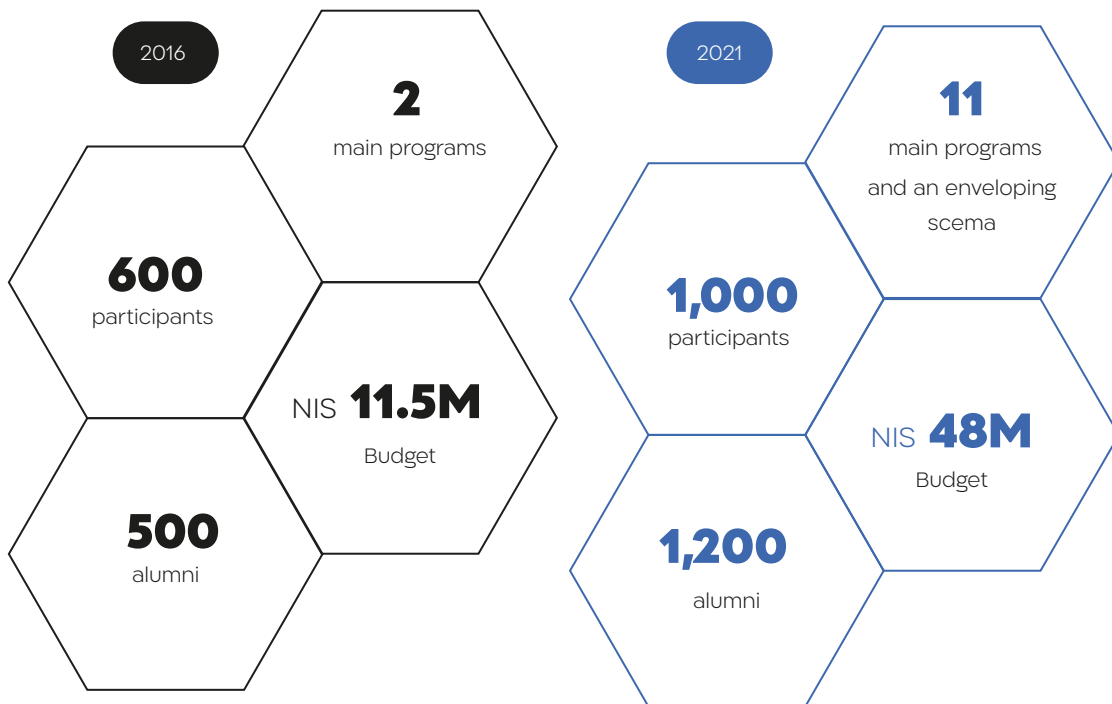 2016
2
main programs
600
participants
NIS 11.5M
Budget
500
alumni
2021
11
main programs
and an enveloping
scema
1,000
participants
NIS 48M
Budget
1,200
alumni